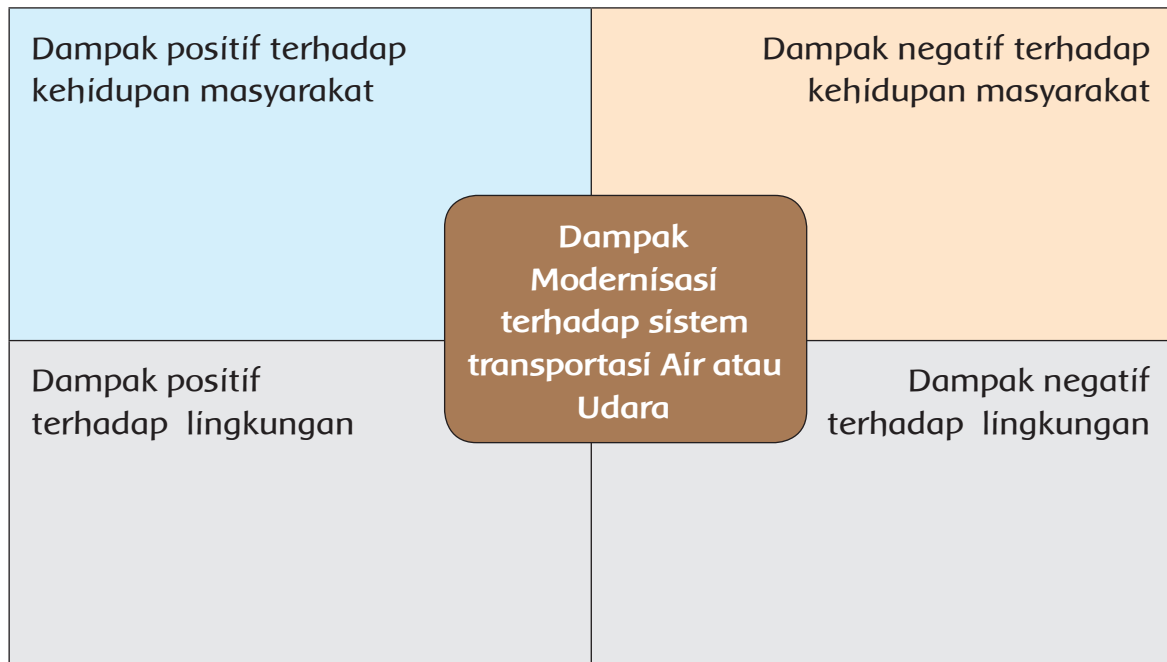 Dampak positif terhadap
kehidupan masyarakat
Dampak negatif terhadap
kehidupan masyarakat
Dampak
Modernisasi
terhadap sistem
transportasi Air atau
Udara
Dampak positif
terhadap lingkungan
Dampak negatif
terhadap lingkungan